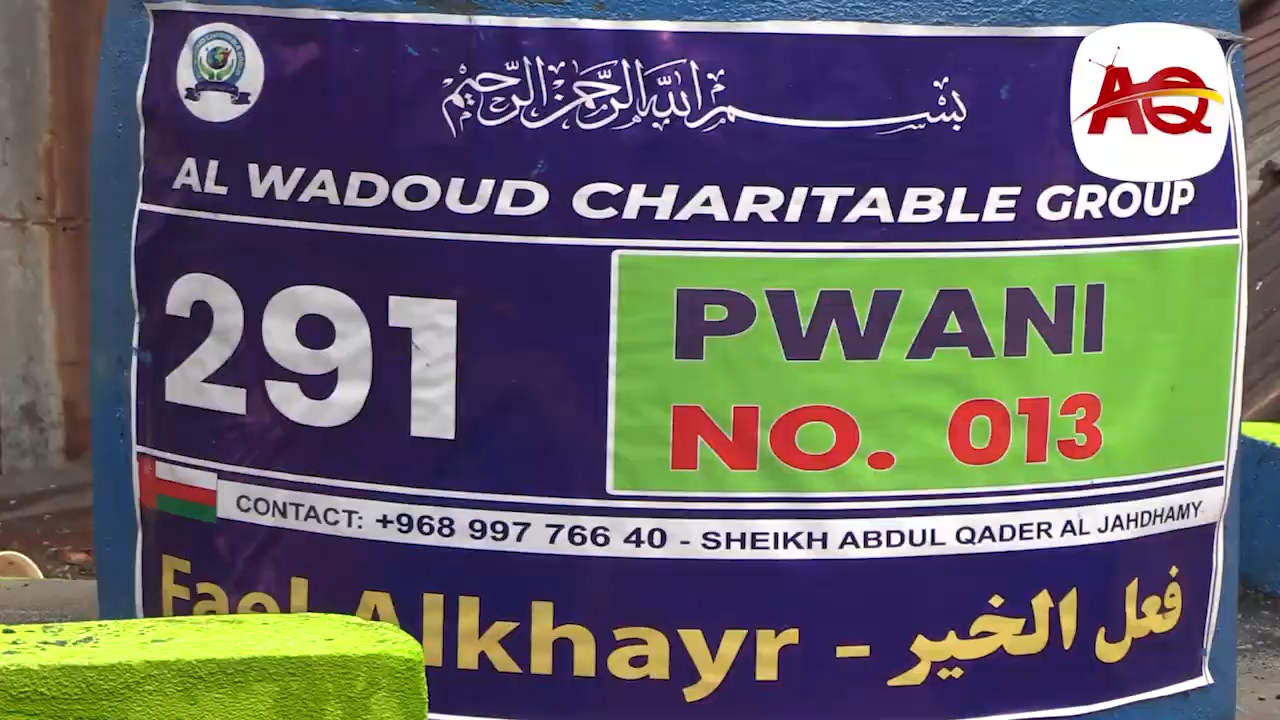 AQ
بسم الله الرحمن الرحيم
AL WADOUD CHARITABLE GROUP
291
PWANI
NO. 013
CONTACT: +968 997 766 40 - SHEIKH ABDUL QADER AL JAHDHAMY
Fael Alkhayr - فعل الخير